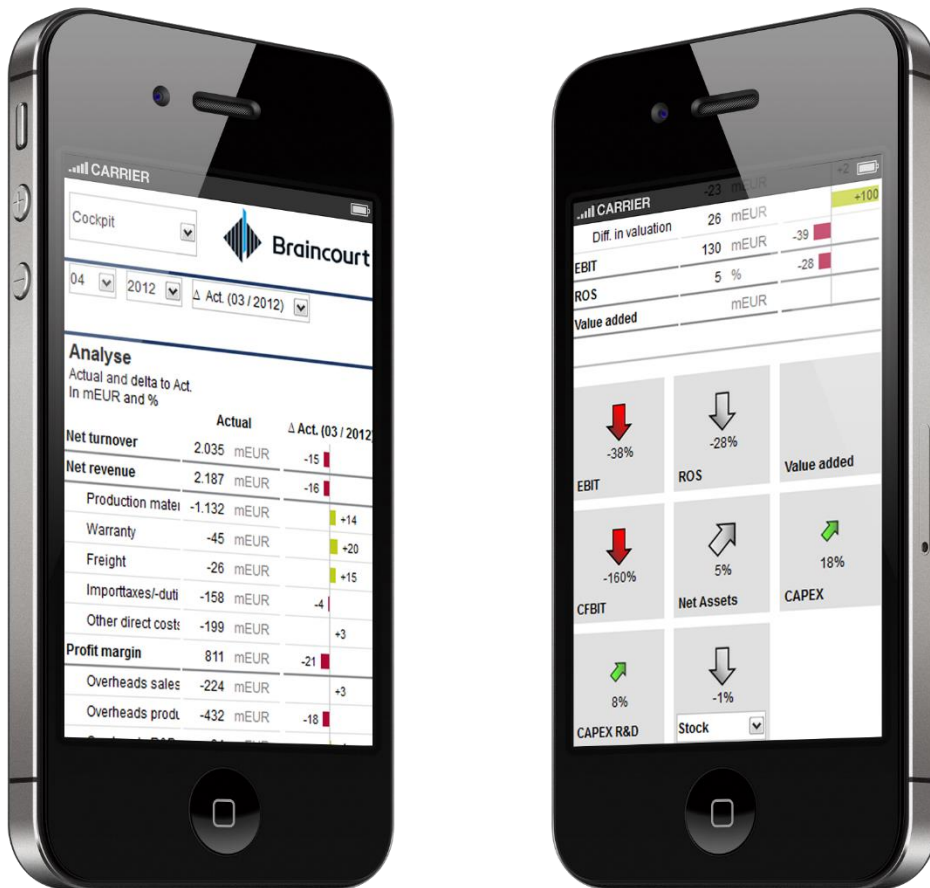 CARRIER
Cockpit
Braincourt
04 2012 Δ Act. (03 / 2012)
Analyse
Actual and delta to Act.
In mEUR and %
Actual Δ Act. (03 / 2012)
Net turnover 2.035 mEUR -15
Net revenue 2.187 mEUR -16
Production mater -1.132 mEUR +14
Warranty -45 mEUR +20
Freight -26 mEUR +15
Importtaxes/-duti -158 mEUR -4
Other direct costs -199 mEUR +3
Profit margin 811 mEUR -21
Overheads sales -224 mEUR +3
Overheads produ -432 mEUR -18
CARRIER
-23 mEUR +2
Diff. in valuation 26 mEUR +100
EBIT 130 mEUR -39
ROS 5 % -28
Value added mEUR
-38%
EBIT
-28%
ROS
Value added
-160%
CFBIT
5%
Net Assets
18%
CAPEX
8%
CAPEX R&D
-1%
Stock